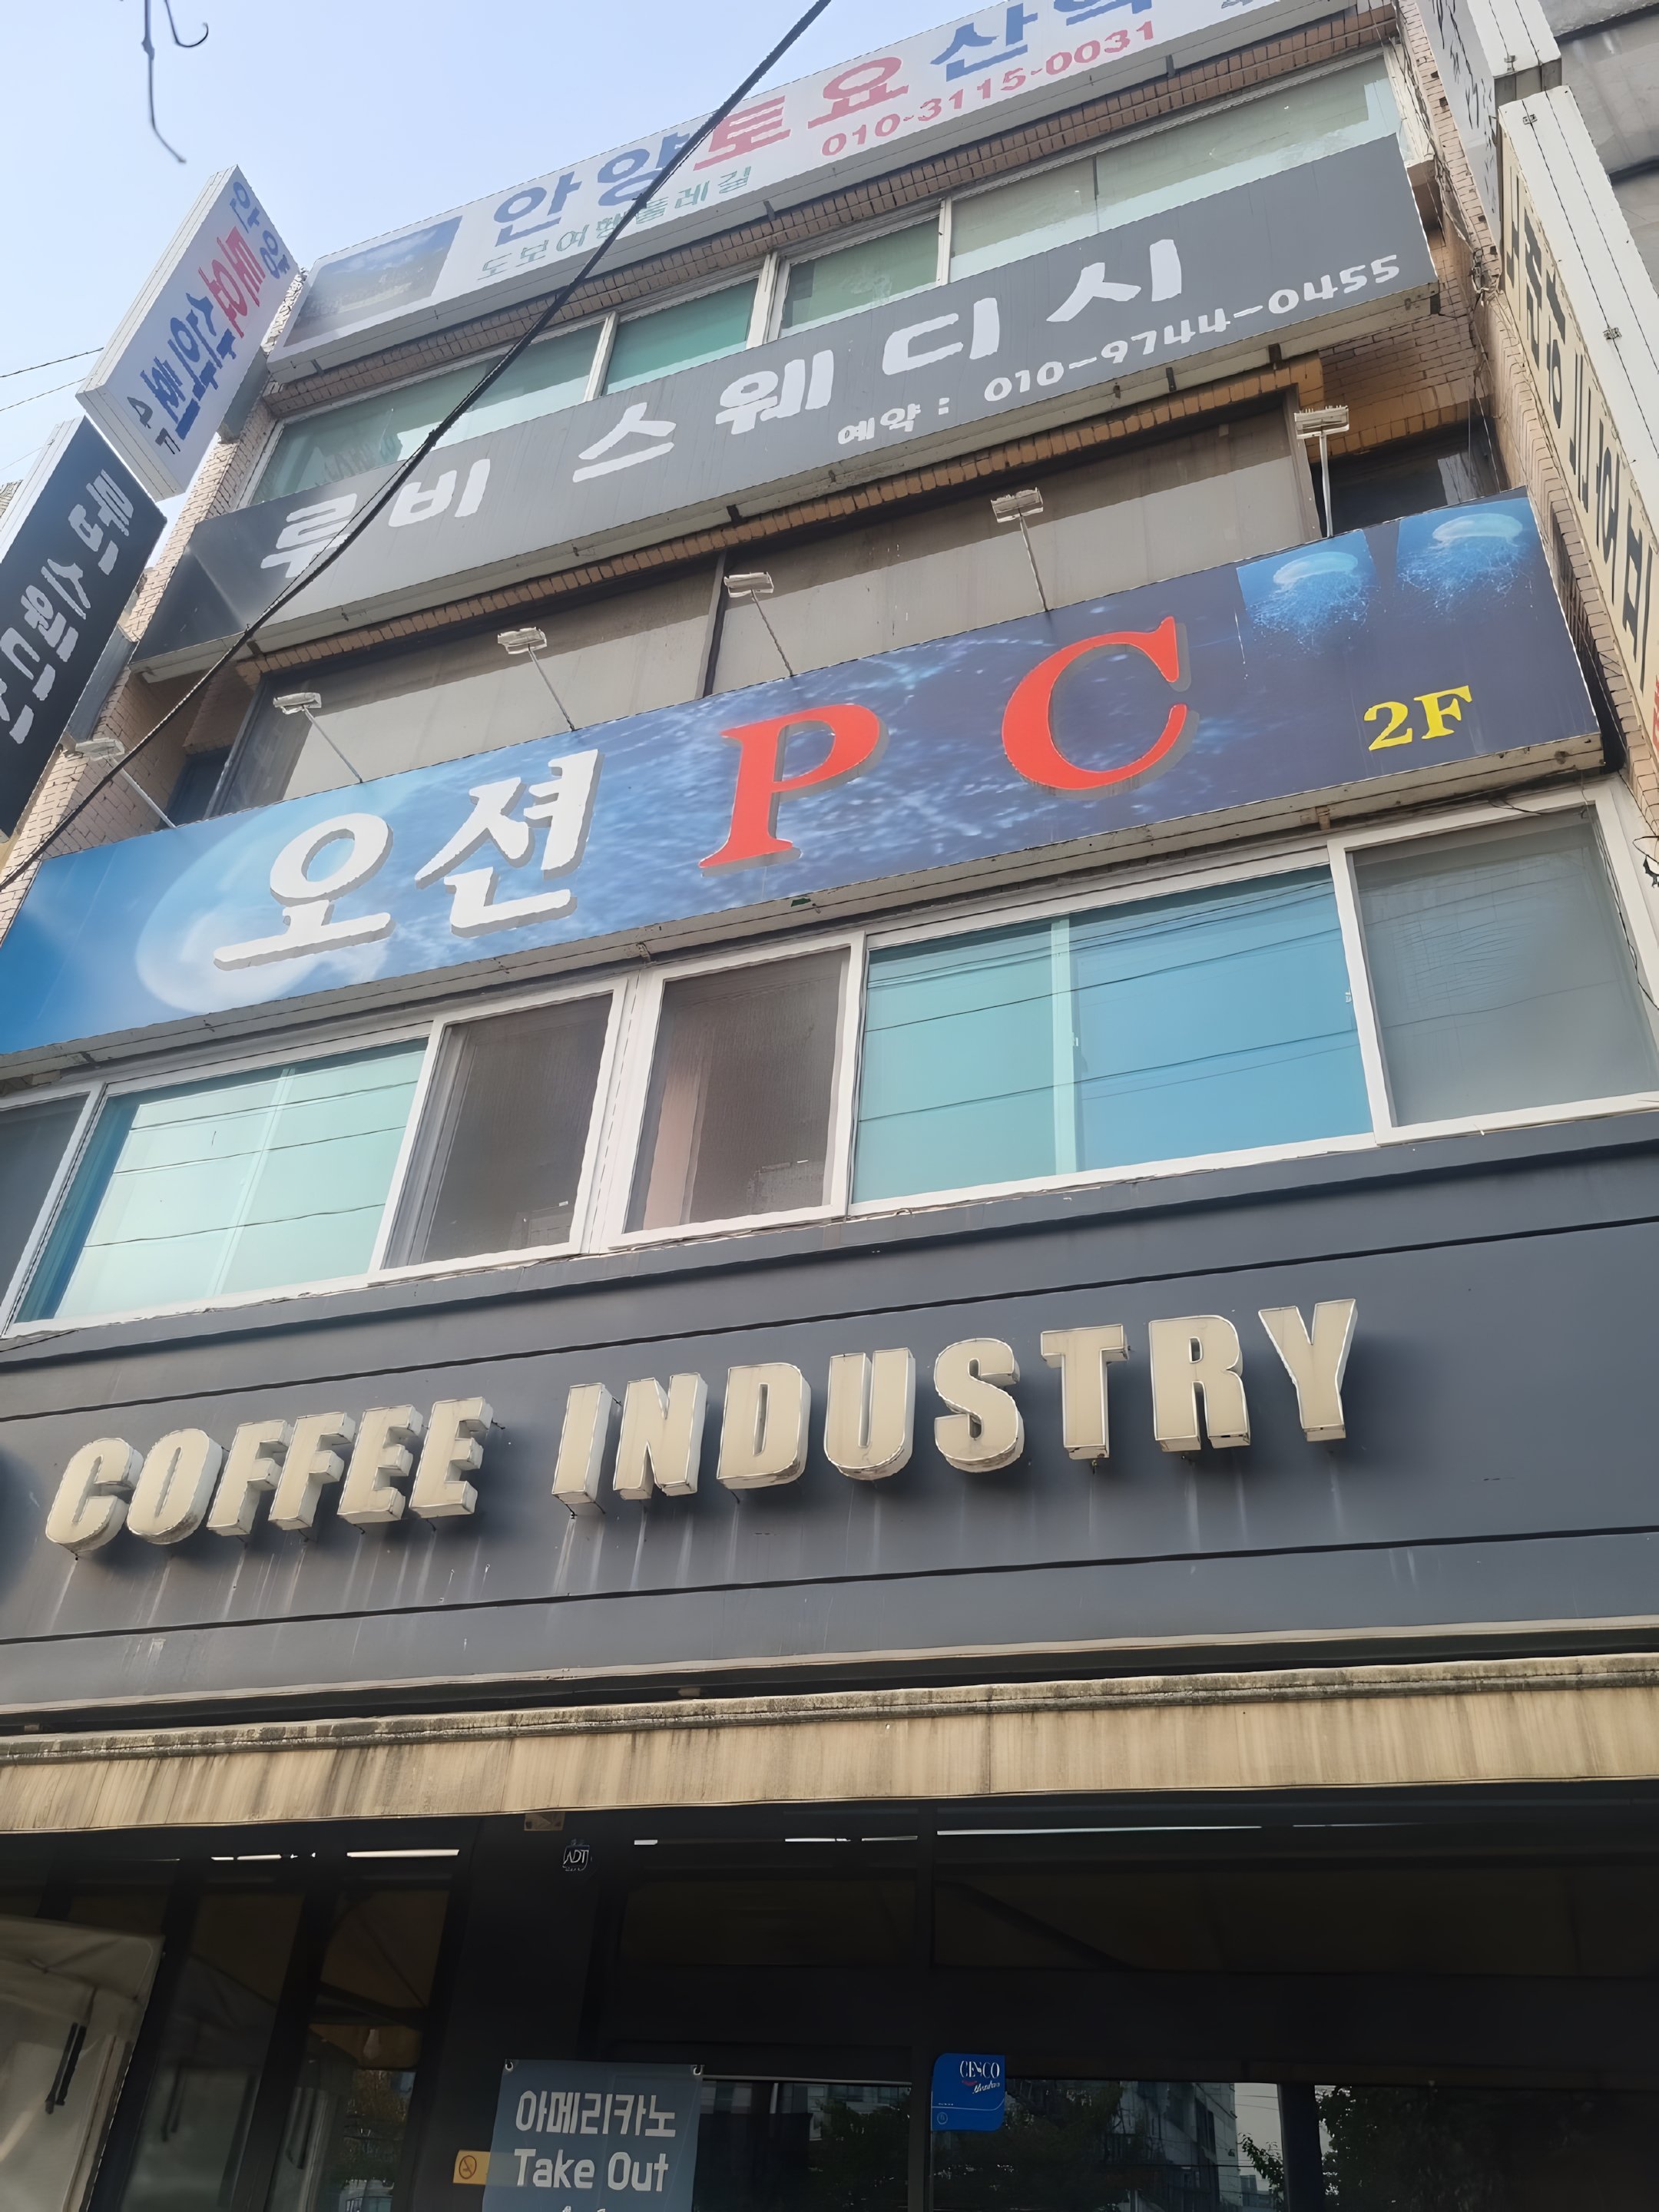 안양토요산악
도보여행둘레길
010-3115-0031
루비 스웨디시
예약 : 010-9744-0455
오션 PC
2F
COFFEE INDUSTRY
ADT
CESCO
아메리카노
Take Out